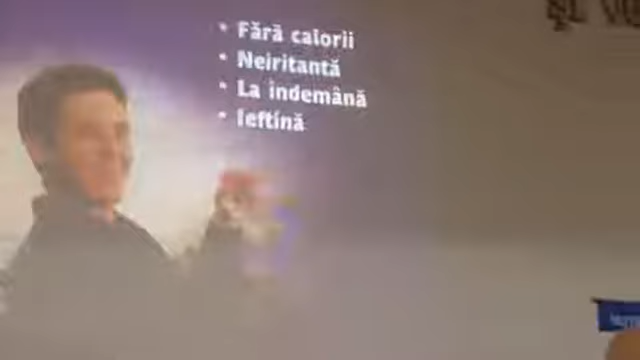 • Fără calorii
• Neiritantă
• La îndemână
• Ieftină